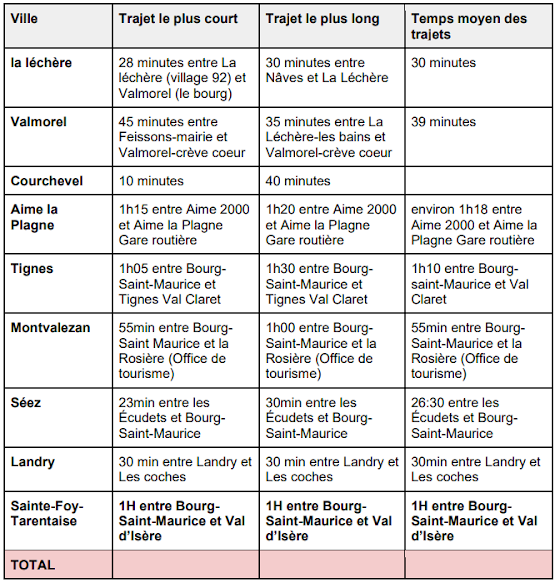 Ville
Trajet le plus court
Trajet le plus long
Temps moyen des
trajets
la léchère
28 minutes entre La
léchère (village 92) et
Valmorel (le bourg)
30 minutes entre
Nâves et La Léchère
30 minutes
Valmorel
45 minutes entre
Feissons-mairie et
Valmorel-crève coeur
35 minutes entre La
Léchère-les bains et
Valmorel-crève coeur
39 minutes
Courchevel
10 minutes
40 minutes
Aime la
Plagne
1h15 entre Aime 2000
et Aime la Plagne
Gare routière
1h20 entre Aime 2000
et Aime la Plagne
Gare routière
environ 1h18 entre
Aime 2000 et Aime la
Plagne Gare routière
Tignes
1h05 entre Bourg-
Saint-Maurice et
Tignes Val Claret
1h30 entre Bourg-
Saint-Maurice et
Tignes Val Claret
1h10 entre Bourg-
saint-Maurice et Val
Claret
Montvalezan
55min entre Bourg-
Saint Maurice et la
Rosière (Office de
tourisme)
1h00 entre Bourg-
Saint-Maurice et la
Rosière (Office de
tourisme)
55min entre Bourg-
Saint-Maurice et la
Rosière (Office de
tourisme)
Séez
23min entre les
Écudets et Bourg-
Saint-Maurice
30min entre les
Écudets et Bourg-
Saint-Maurice
26:30 entre les
Écudets et Bourg-
Saint-Maurice
Landry
30 min entre Landry et
Les coches
30 min entre Landry et
Les coches
30min entre Landry et
Les coches
Sainte-Foy-
Tarentaise
1H entre Bourg-
Saint-Maurice et Val
d'Isère
1H entre Bourg-
Saint-Maurice et Val
d'Isère
1H entre Bourg-
Saint-Maurice et Val
d'Isère
TOTAL